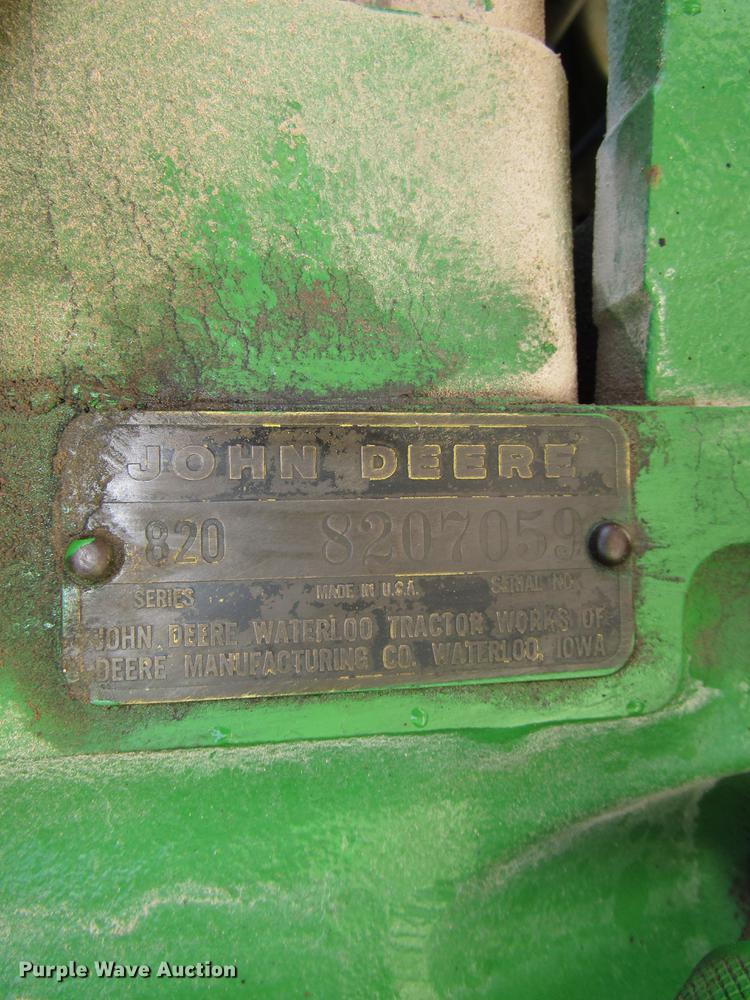 JOHN DEERE
820 8207059
SERIES MADE IN U.S.A. SERIAL NO.
JOHN DEERE WATERLOO TRACTOR WORKS OF
DEERE MANUFACTURING CO. WATERLOO, IOWA
Purple Wave Auction